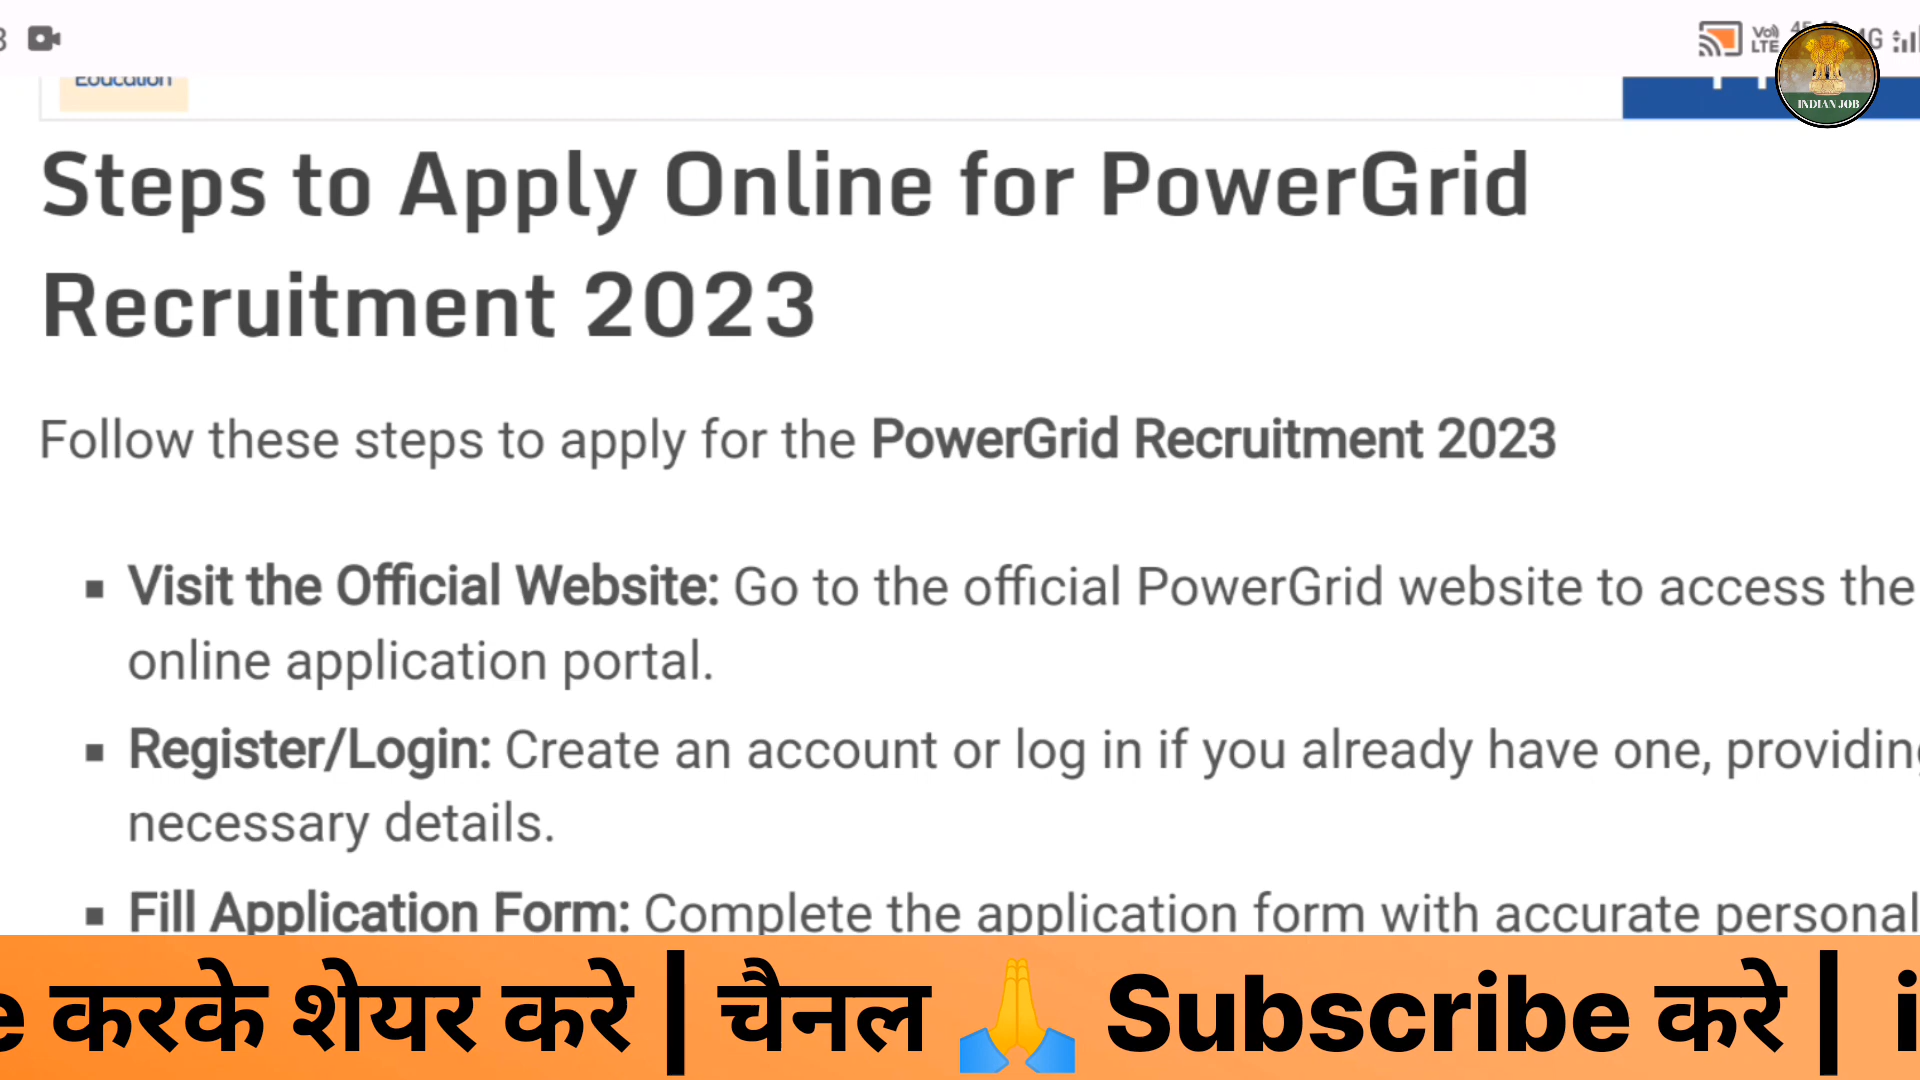 Education
INDIAN JOB
Steps to Apply Online for PowerGrid
Recruitment 2023
Follow these steps to apply for the PowerGrid Recruitment 2023
▪ Visit the Official Website: Go to the official PowerGrid website to access the
online application portal.
▪ Register/Login: Create an account or log in if you already have one, providing
necessary details.
▪ Fill Application Form: Complete the application form with accurate personal
करके शेयर करे | चैनल 🙏 Subscribe करे |